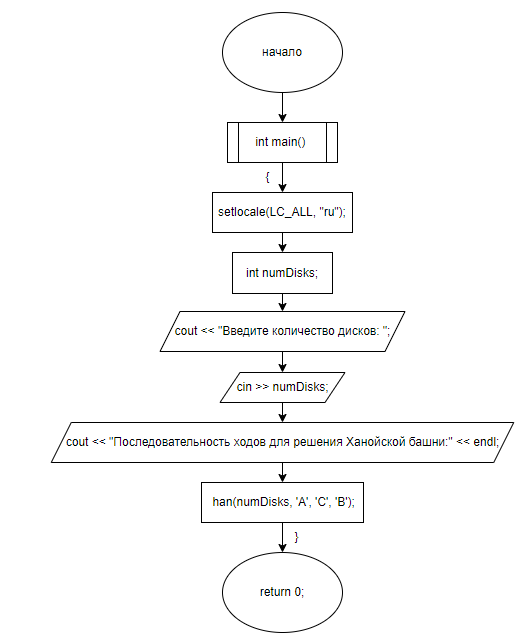 начало
int main()
{
setlocale(LC_ALL, "ru");
int numDisks;
cout << "Введите количество дисков: ";
cin >> numDisks;
cout << "Последовательность ходов для решения Ханойской башни:" << endl;
han(numDisks, 'A', 'C', 'B');
}
return 0;